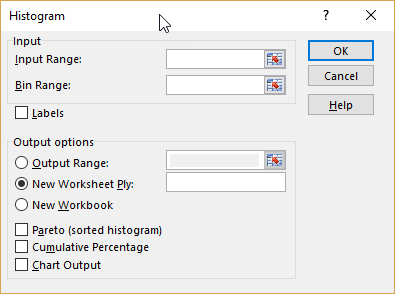 Histogram ? ×
Input
Input Range:
Bin Range:
Labels
OK
Cancel
Help
Output options
Output Range:
New Worksheet Ply:
New Workbook
Pareto (sorted histogram)
Cumulative Percentage
Chart Output